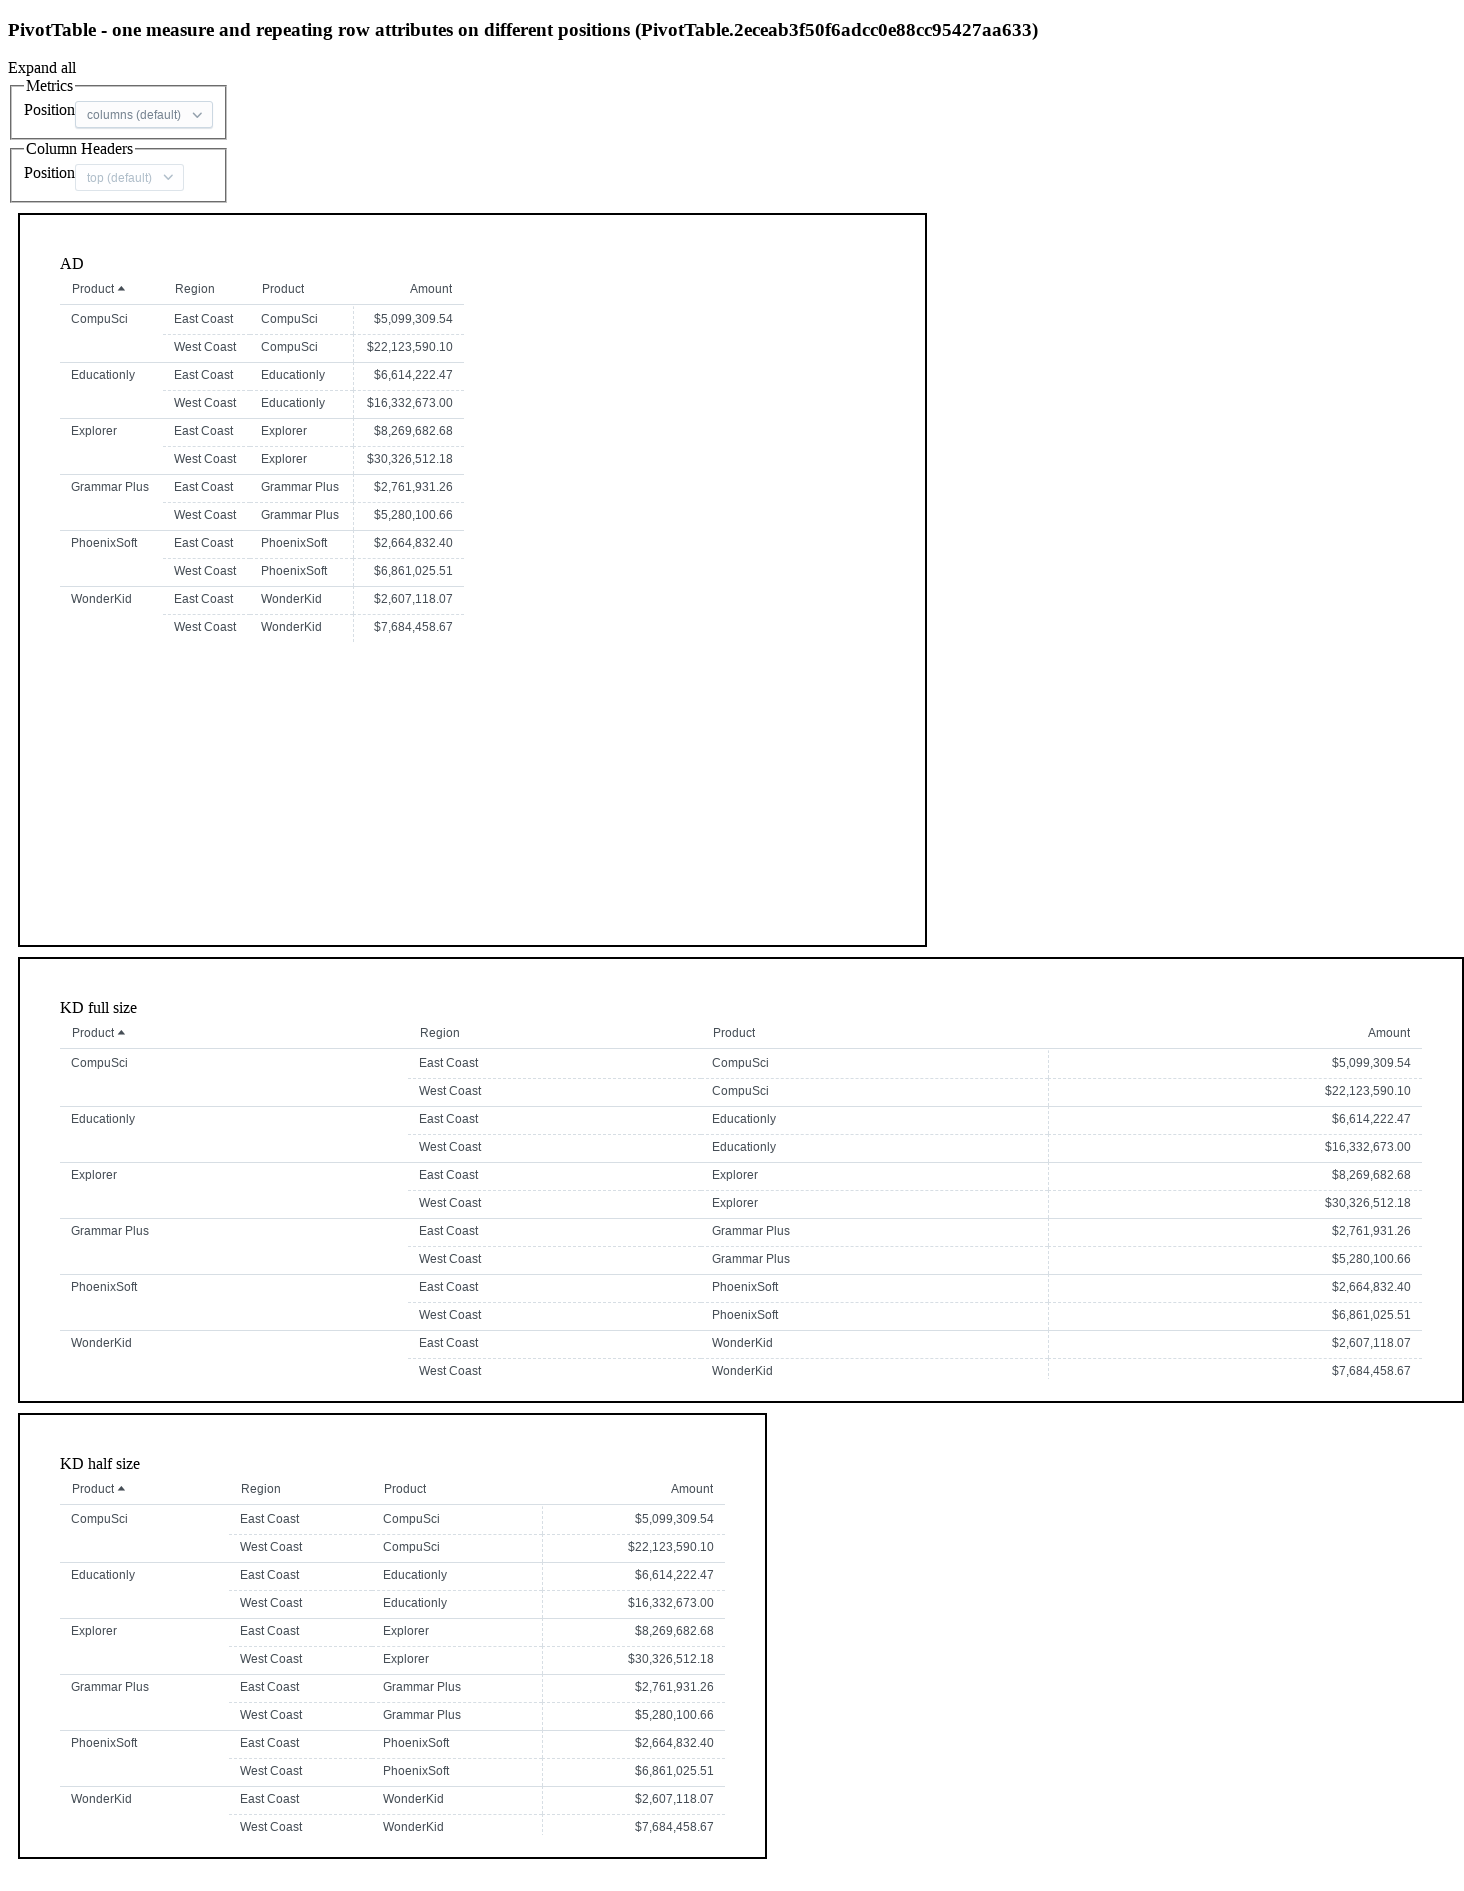 PivotTable - one measure and repeating row attributes on different positions (PivotTable.2eceab3f50f6adcc0e88cc95427aa633)
Expand all
Metrics
Position columns (default)
Column Headers
Position top (default)
AD
Product Region Product Amount
CompuSci East Coast CompuSci $5,099,309.54
West Coast CompuSci $22,123,590.10
Educationly East Coast Educationly $6,614,222.47
West Coast Educationly $16,332,673.00
Explorer East Coast Explorer $8,269,682.68
West Coast Explorer $30,326,512.18
Grammar Plus East Coast Grammar Plus $2,761,931.26
West Coast Grammar Plus $5,280,100.66
PhoenixSoft East Coast PhoenixSoft $2,664,832.40
West Coast PhoenixSoft $6,861,025.51
WonderKid East Coast WonderKid $2,607,118.07
West Coast WonderKid $7,684,458.67
KD full size
Product Region Product Amount
CompuSci East Coast CompuSci $5,099,309.54
West Coast CompuSci $22,123,590.10
Educationly East Coast Educationly $6,614,222.47
West Coast Educationly $16,332,673.00
Explorer East Coast Explorer $8,269,682.68
West Coast Explorer $30,326,512.18
Grammar Plus East Coast Grammar Plus $2,761,931.26
West Coast Grammar Plus $5,280,100.66
PhoenixSoft East Coast PhoenixSoft $2,664,832.40
West Coast PhoenixSoft $6,861,025.51
WonderKid East Coast WonderKid $2,607,118.07
West Coast WonderKid $7,684,458.67
KD half size
Product Region Product Amount
CompuSci East Coast CompuSci $5,099,309.54
West Coast CompuSci $22,123,590.10
Educationly East Coast Educationly $6,614,222.47
West Coast Educationly $16,332,673.00
Explorer East Coast Explorer $8,269,682.68
West Coast Explorer $30,326,512.18
Grammar Plus East Coast Grammar Plus $2,761,931.26
West Coast Grammar Plus $5,280,100.66
PhoenixSoft East Coast PhoenixSoft $2,664,832.40
West Coast PhoenixSoft $6,861,025.51
WonderKid East Coast WonderKid $2,607,118.07
West Coast WonderKid $7,684,458.67